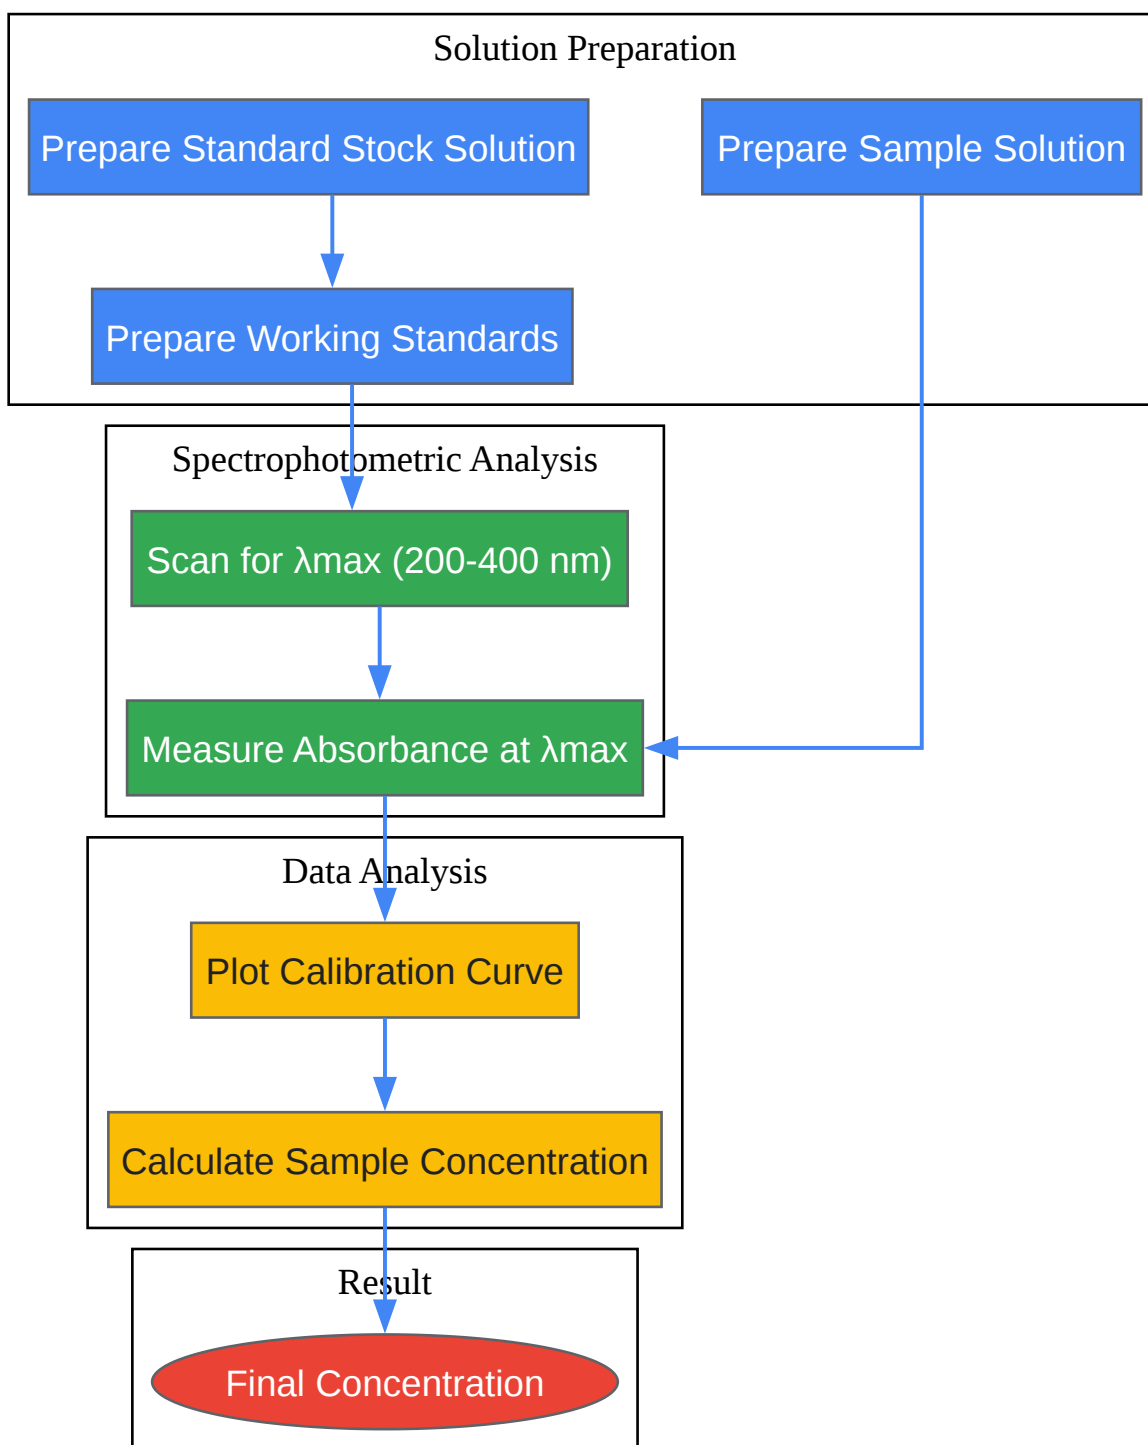 Solution Preparation
Prepare Standard Stock Solution
Prepare Sample Solution
Prepare Working Standards
Spectrophotometric Analysis
Scan for λmax (200-400 nm)
Measure Absorbance at λmax
Data Analysis
Plot Calibration Curve
Calculate Sample Concentration
Result
Final Concentration